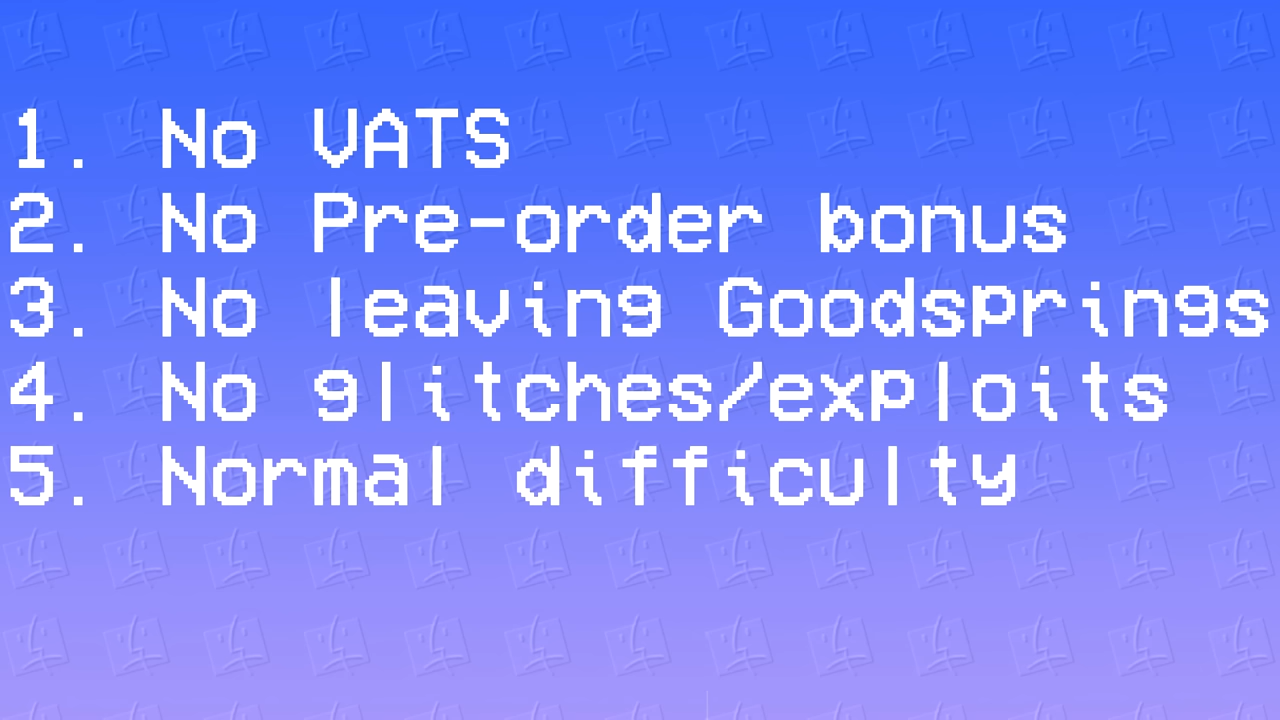 1. No VATS
2. No Pre-order bonus
3. No leaving Goodsprings
4. No glitches/exploits
5. Normal difficulty